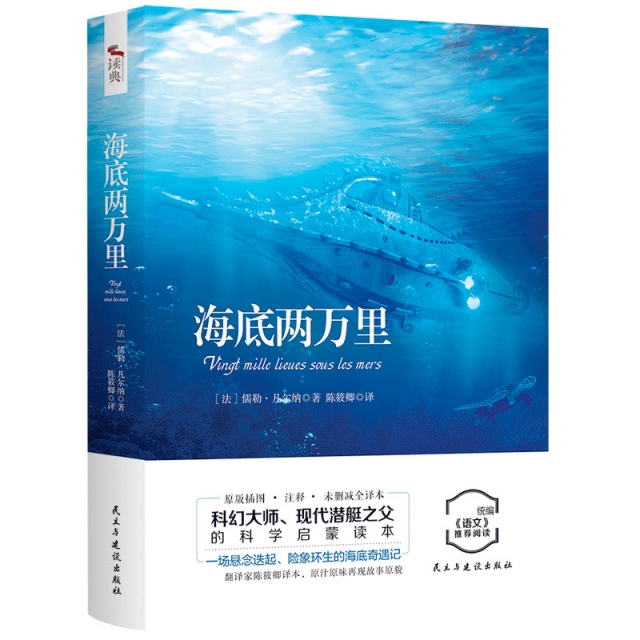 读典
海底两万里
Vingt
mille lieues
sous les mers
[法]儒勒·凡尔纳 著
陈筱卿 译
民主与建设出版社
海底两万里
Vingt mille lieues sous les mers
[法] 儒勒·凡尔纳 著 陈筱卿 译
原版插图·注释·未删减全译本
科幻大师、现代潜艇之父
的科学启蒙读本
一场悬念迭起、险象环生的海底奇遇记
翻译家陈筱卿译本，原汁原味再现故事原貌
统编
《语文》
推荐阅读
民主与建设出版社